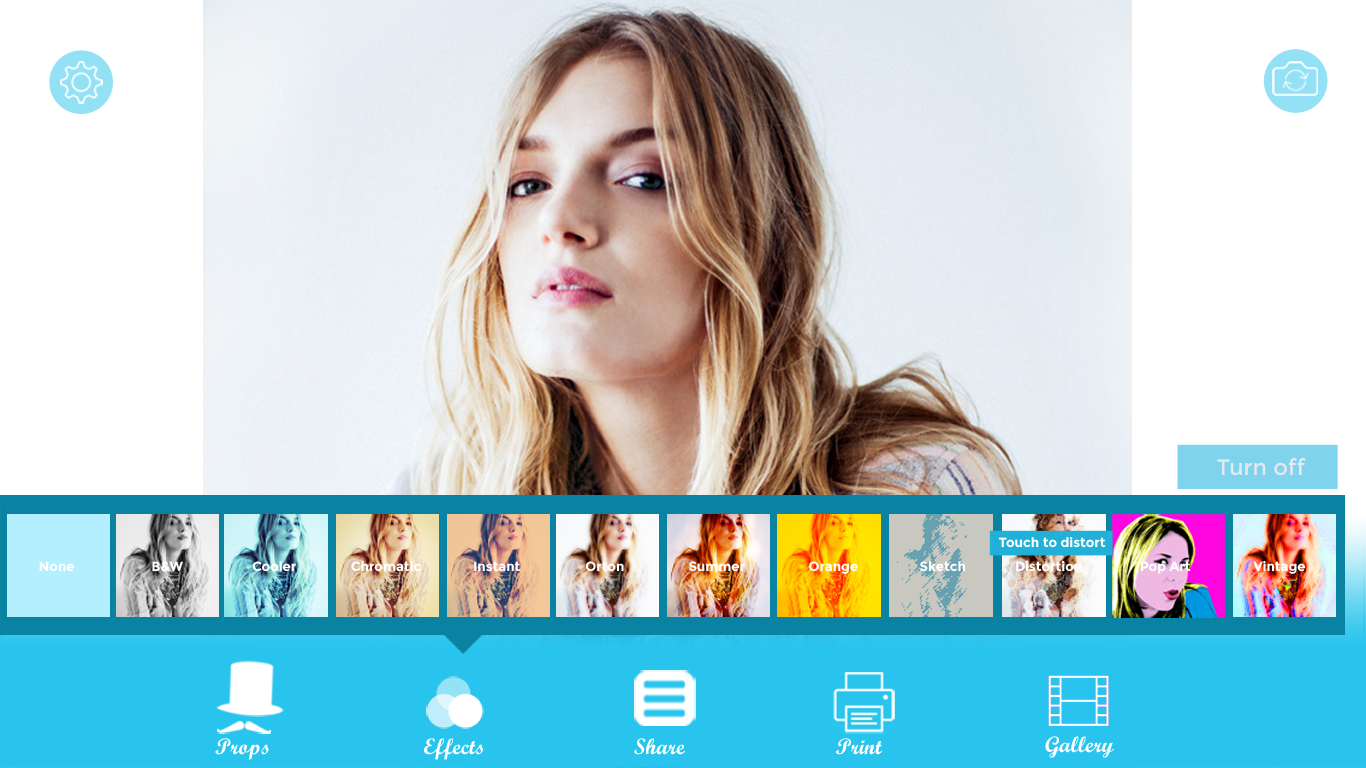 Turn off
None
B&W
Cooler
Chromatic
Instant
Orton
Summer
Orange
Sketch
Touch to distort
Distortion
Pop Art
Vintage
Props
Effects
Share
Print
Gallery